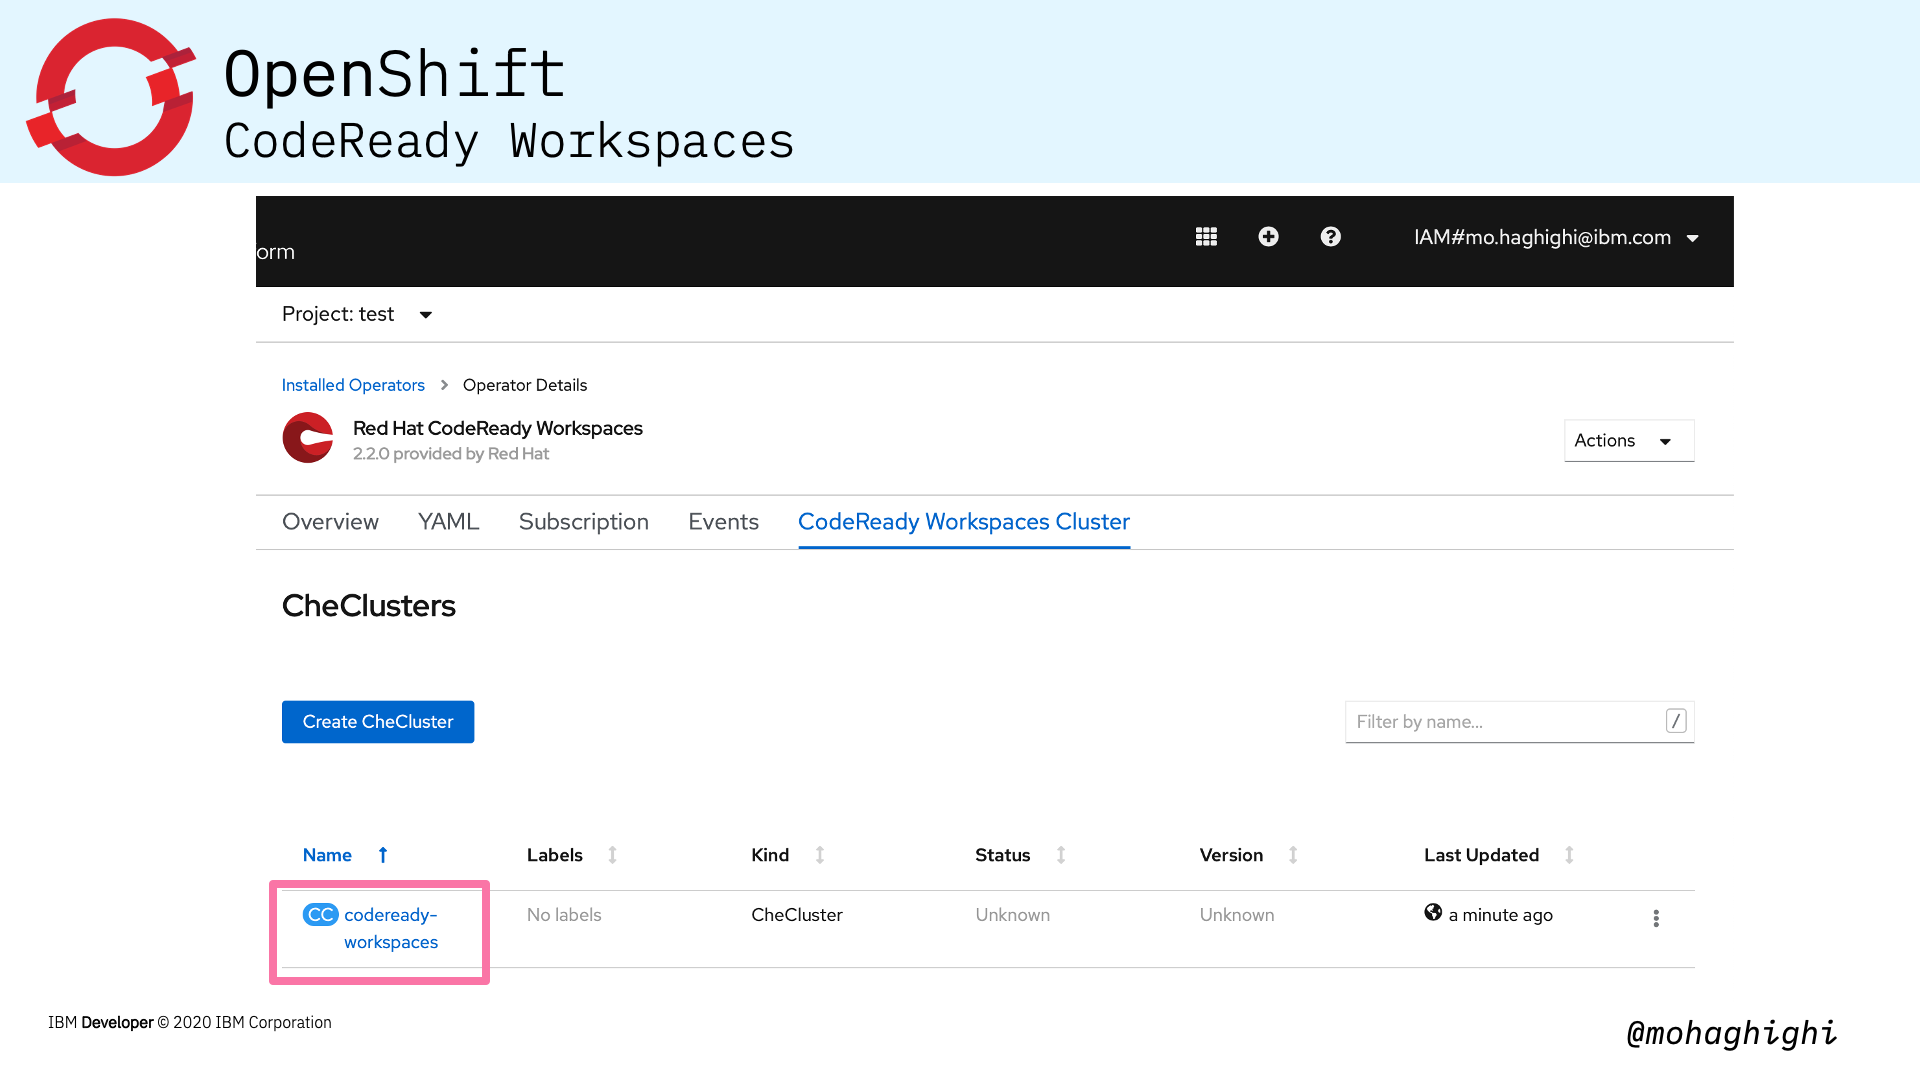 OpenShift
CodeReady Workspaces
orm
IAM#mo.haghighi@ibm.com
Project: test
Installed Operators > Operator Details
Red Hat CodeReady Workspaces
2.2.0 provided by Red Hat
Actions
Overview YAML Subscription Events CodeReady Workspaces Cluster
CheClusters
Create CheCluster
Filter by name... /
Name Labels Kind Status Version Last Updated
CC codeready-workspaces No labels CheCluster Unknown Unknown a minute ago
IBM Developer © 2020 IBM Corporation
@mohaghighi